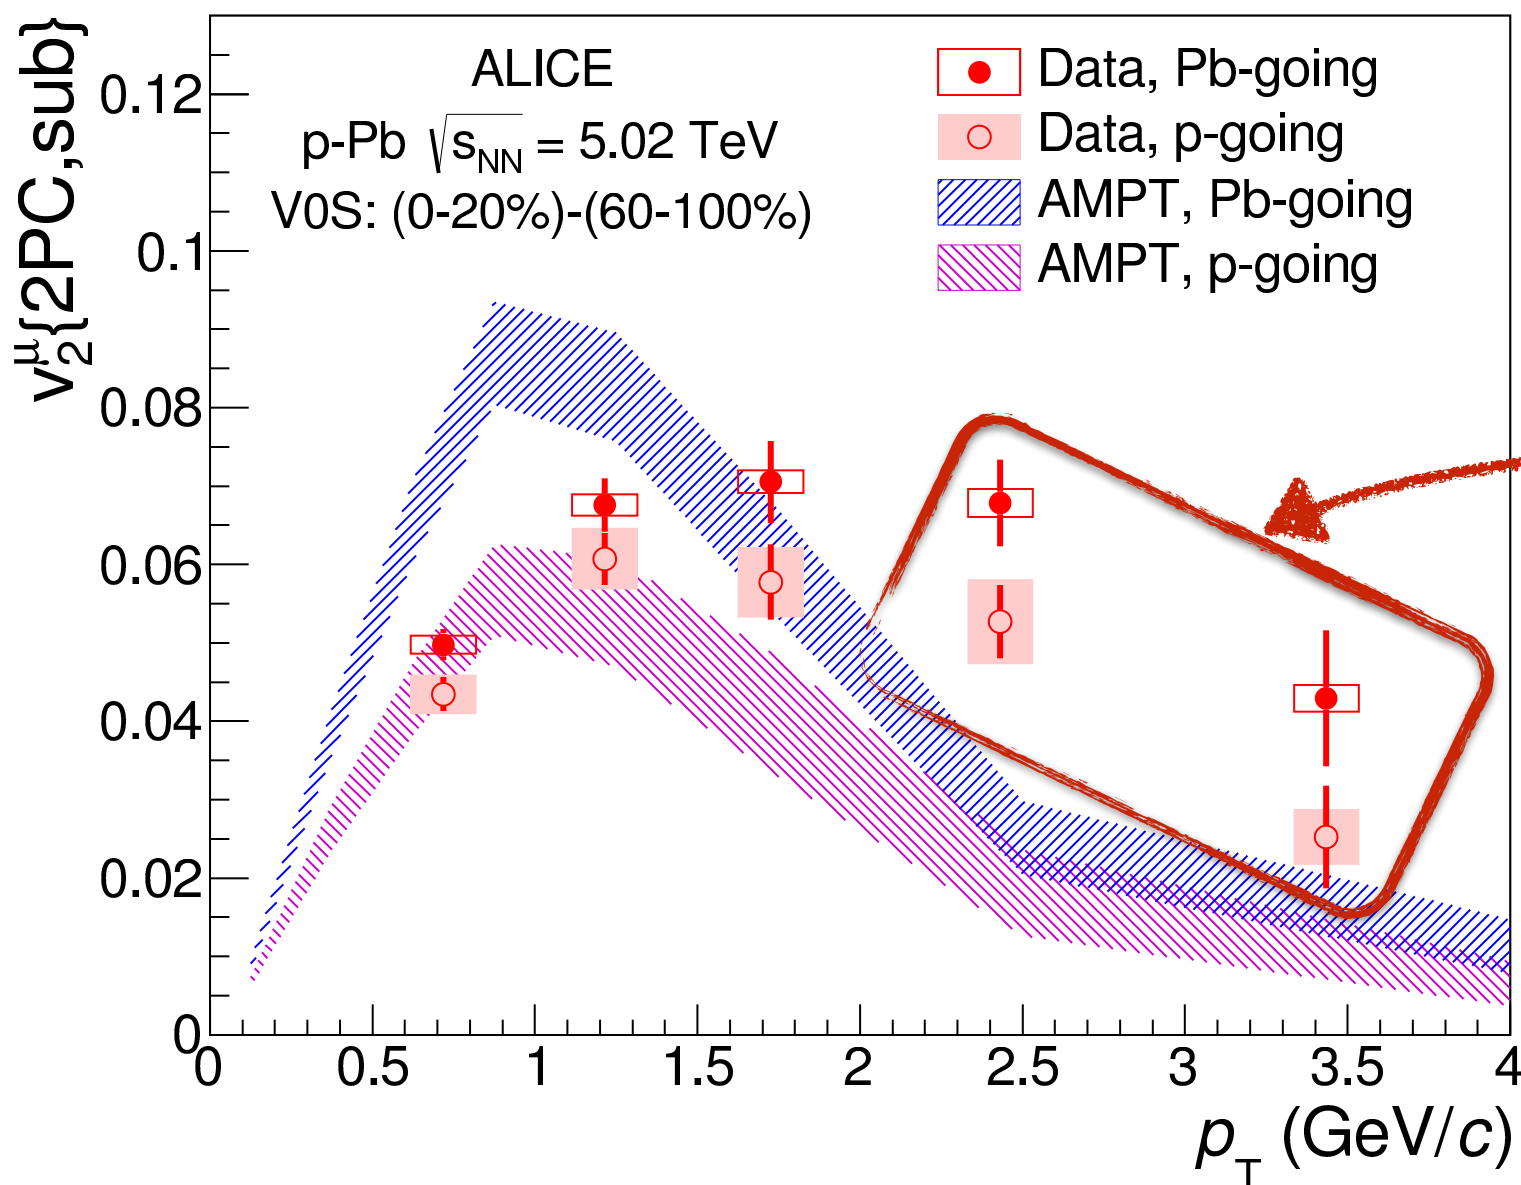 ALICE
p-Pb √sNN = 5.02 TeV
V0S: (0-20%)-(60-100%)
Data, Pb-going
Data, p-going
AMPT, Pb-going
AMPT, p-going
v2μ{2PC,sub}
0.12
0.1
0.08
0.06
0.04
0.02
0
0 0.5 1 1.5 2 2.5 3 3.5 4
pT (GeV/c)